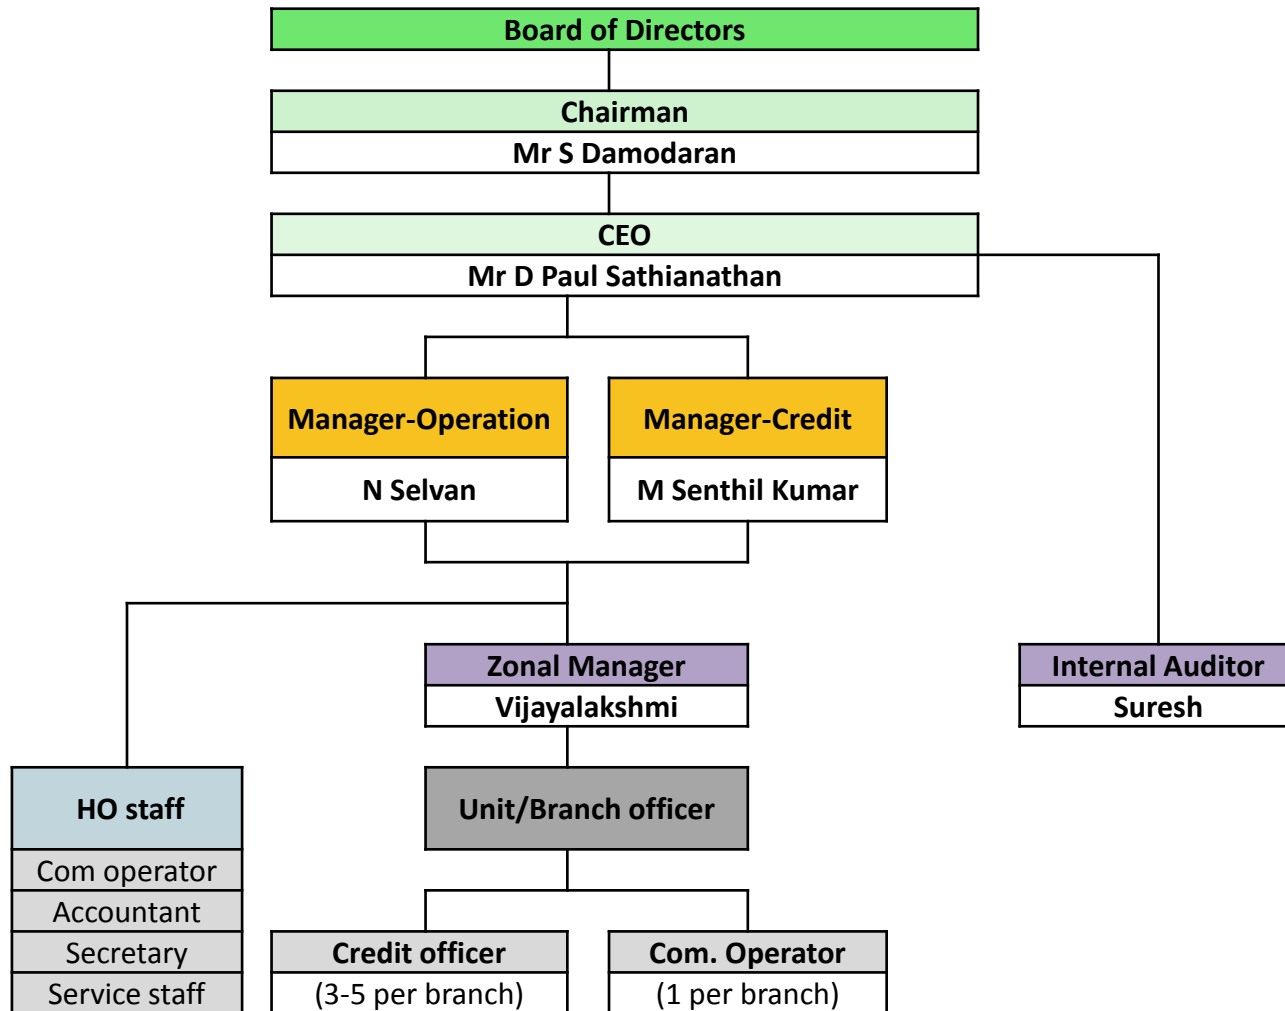 Board of Directors
Chairman
Mr S Damodaran
CEO
Mr D Paul Sathianathan
Manager-Operation
N Selvan
Manager-Credit
M Senthil Kumar
Zonal Manager
Vijayalakshmi
Internal Auditor
Suresh
HO staff
Com operator
Accountant
Secretary
Service staff
Unit/Branch officer
Credit officer
(3-5 per branch)
Com. Operator
(1 per branch)